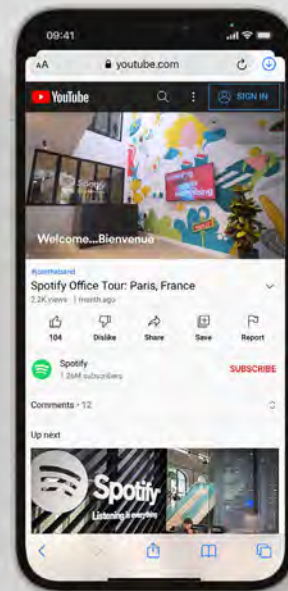 09:41
AA youtube.com
YouTube SIGN IN
Spotify
Welcome...Bienvenue
#jointheband
Spotify Office Tour: Paris, France
2.2K views 1 month ago
104 Dislike Share Save Report
Spotify
1.26M subscribers
SUBSCRIBE
Comments • 12
Up next
Spotify
Listening is everything